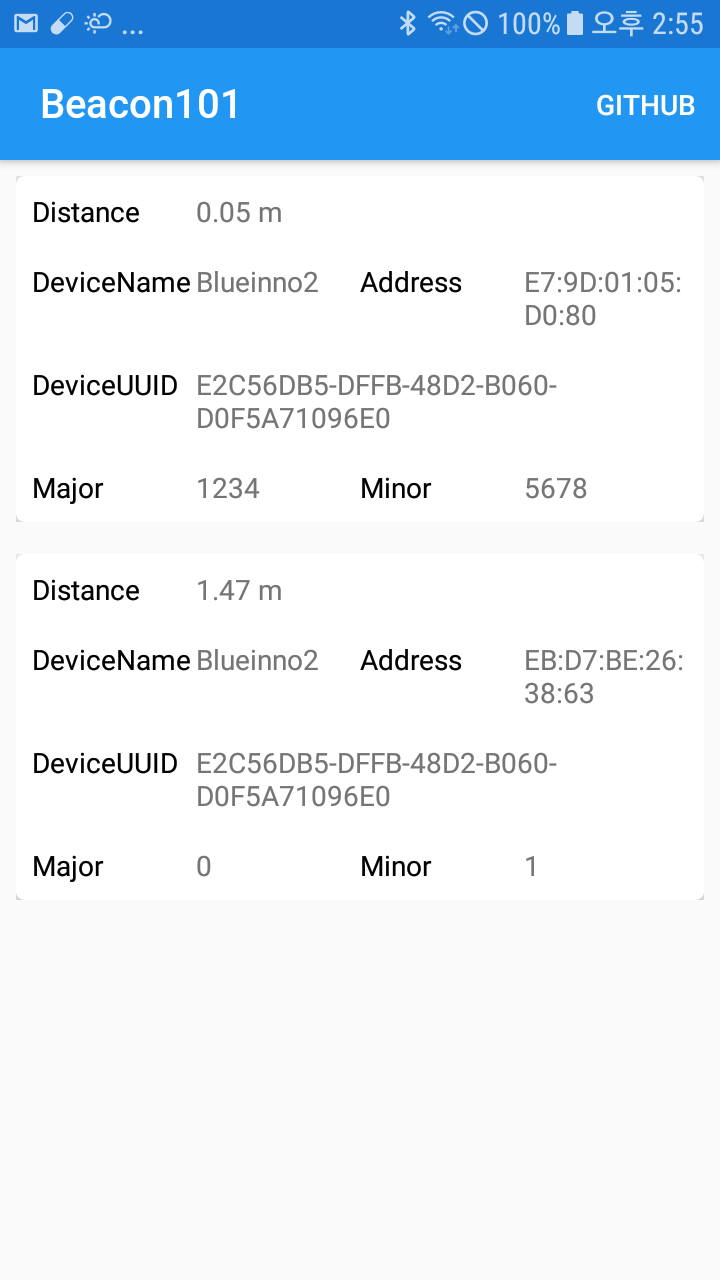 ... 100% 오후 2:55
Beacon101 GITHUB
Distance 0.05 m
DeviceName Blueinno2 Address E7:9D:01:05:
D0:80
DeviceUUID E2C56DB5-DFFB-48D2-B060-
D0F5A71096E0
Major 1234 Minor 5678
Distance 1.47 m
DeviceName Blueinno2 Address EB:D7:BE:26:
38:63
DeviceUUID E2C56DB5-DFFB-48D2-B060-
D0F5A71096E0
Major 0 Minor 1